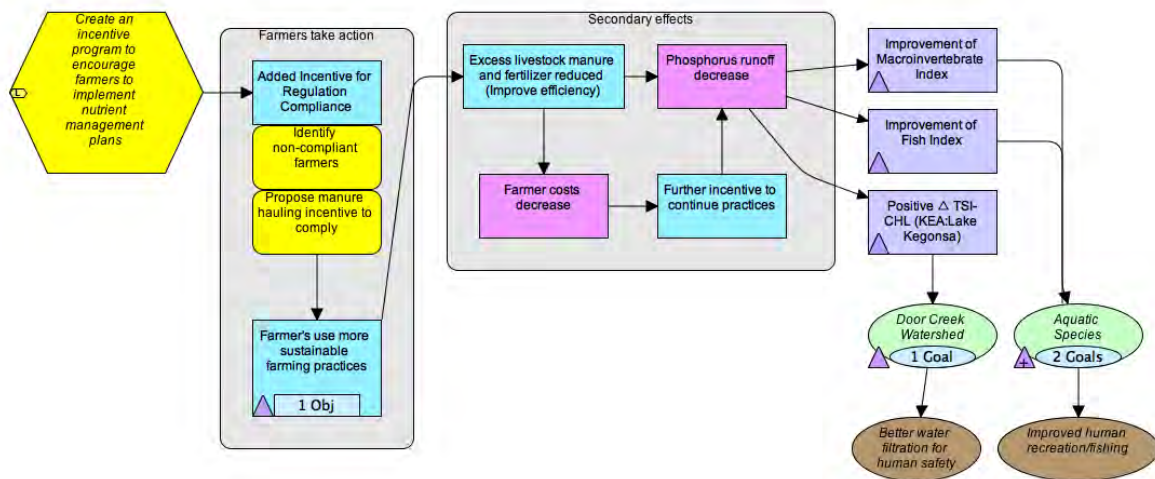 Create an
incentive
program to
encourage
farmers to
implement
nutrient
management
plans
L
Farmers take action
Added Incentive for
Regulation
Compliance
Identify
non-compliant
farmers
Propose manure
hauling incentive to
comply
Farmer's use more
sustainable
farming practices
1 Obj
Secondary effects
Excess livestock manure
and fertilizer reduced
(Improve efficiency)
Phosphorus runoff
decrease
Farmer costs
decrease
Further incentive to
continue practices
Improvement of
Macroinvertebrate
Index
Improvement of
Fish Index
Positive △ TSI-
CHL (KEA:Lake
Kegonsa)
Door Creek
Watershed
1 Goal
Aquatic
Species
+
2 Goals
Better water
filtration for
human safety
Improved human
recreation/fishing